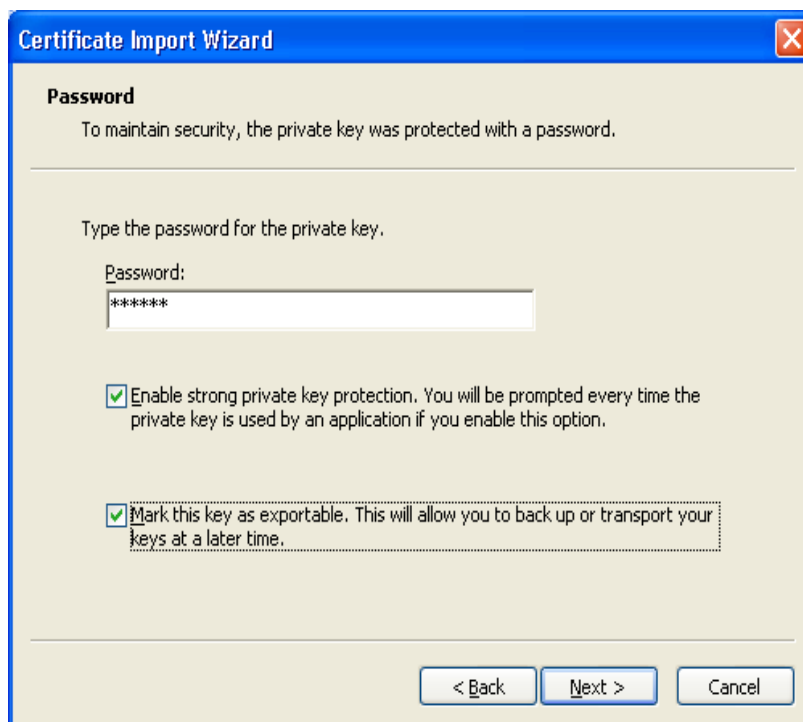 Certificate Import Wizard
Password
To maintain security, the private key was protected with a password.
Type the password for the private key.
Password:
******
Enable strong private key protection. You will be prompted every time the
private key is used by an application if you enable this option.
Mark this key as exportable. This will allow you to back up or transport your
keys at a later time.
< Back Next > Cancel